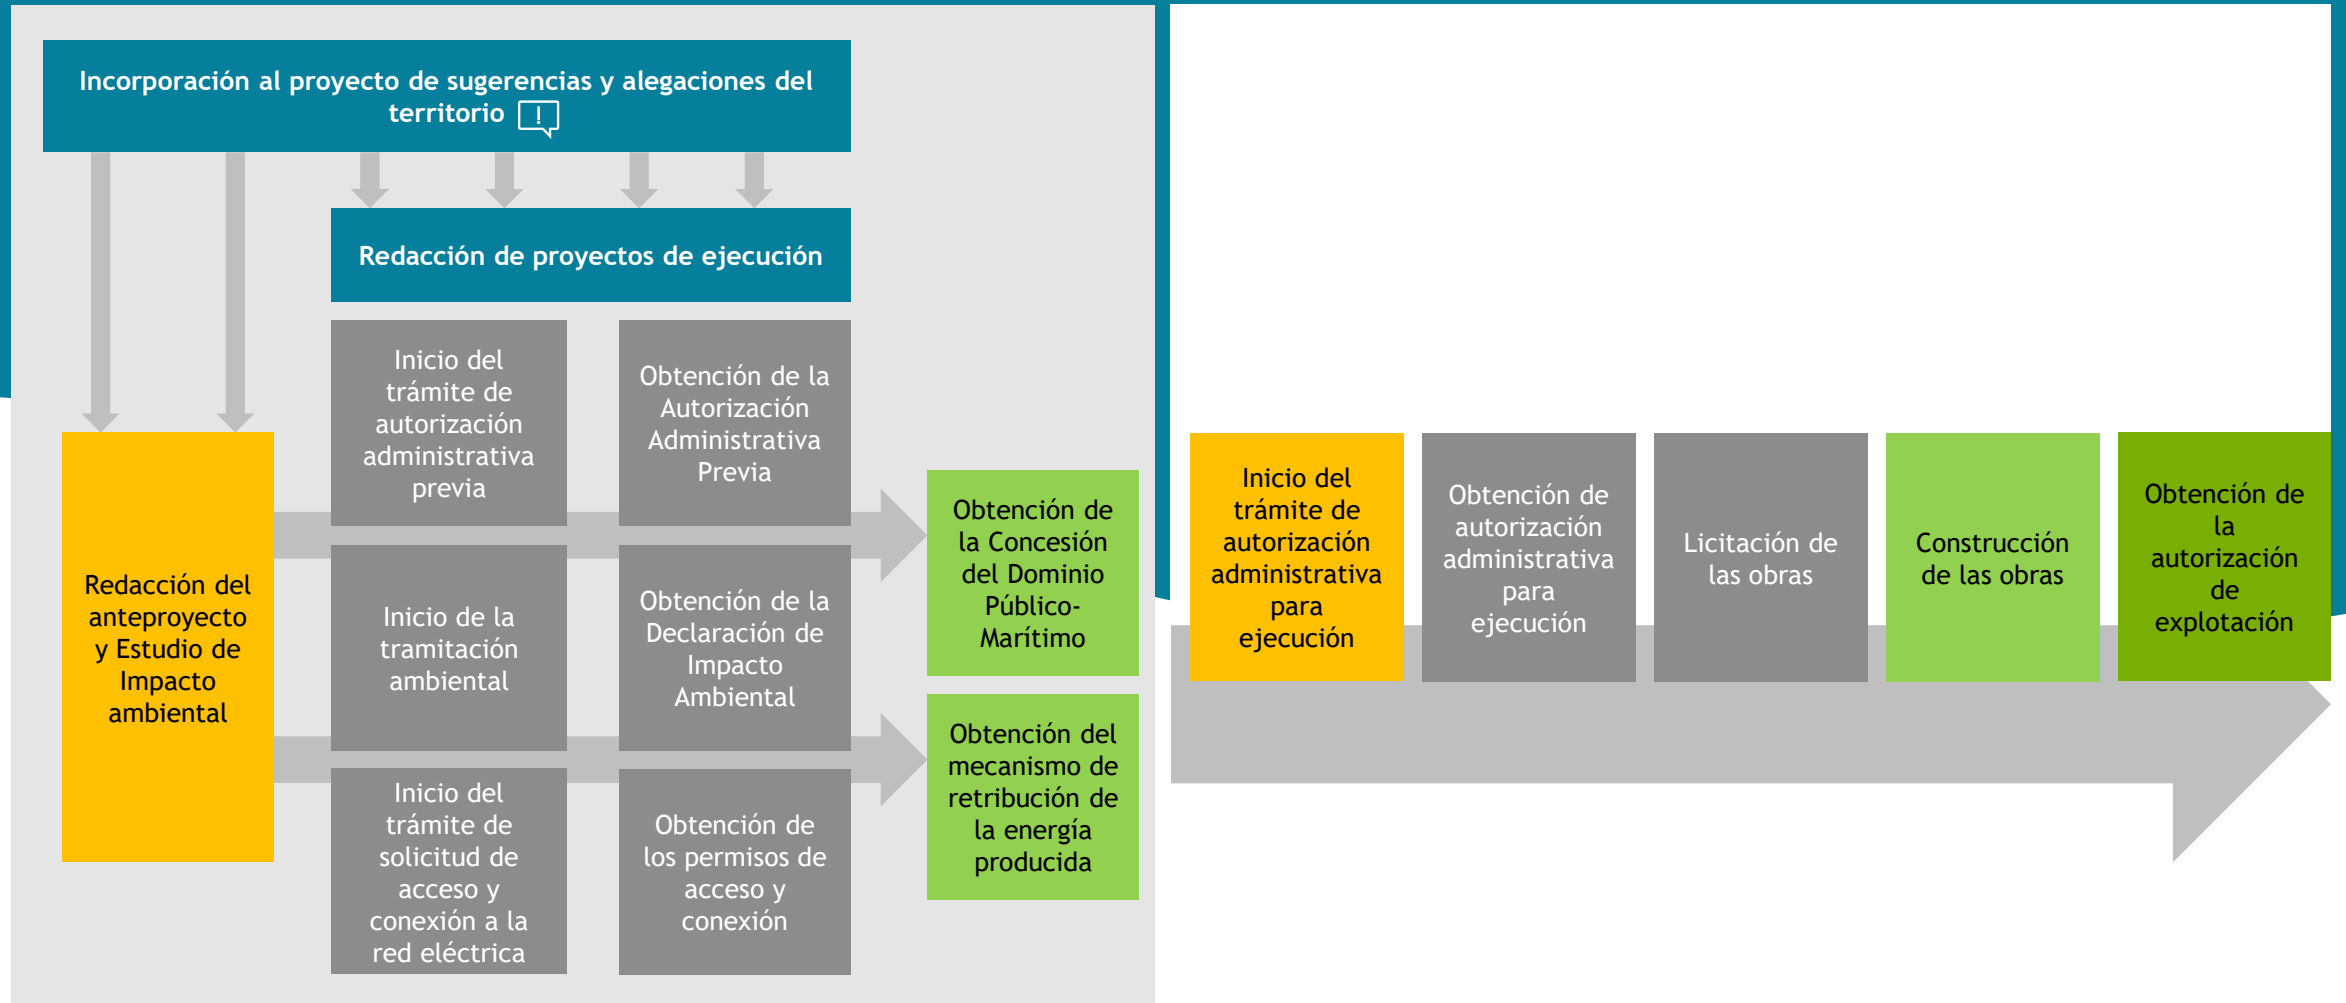 Incorporación al proyecto de sugerencias y alegaciones del
territorio
Redacción de proyectos de ejecución
Redacción del
anteproyecto
y Estudio de
Impacto
ambiental
Inicio del
trámite de
autorización
administrativa
previa
Obtención de la
Autorización
Administrativa
Previa
Inicio de la
tramitación
ambiental
Obtención de la
Declaración de
Impacto
Ambiental
Inicio del
trámite de
solicitud de
acceso y
conexión a la
red eléctrica
Obtención de
los permisos de
acceso y
conexión
Obtención de
la Concesión
del Dominio
Público-
Marítimo
Obtención del
mecanismo de
retribución de
la energía
producida
Inicio del
trámite de
autorización
administrativa
para
ejecución
Obtención de
autorización
administrativa
para
ejecución
Licitación de
las obras
Construcción
de las obras
Obtención de
la
autorización
de
explotación